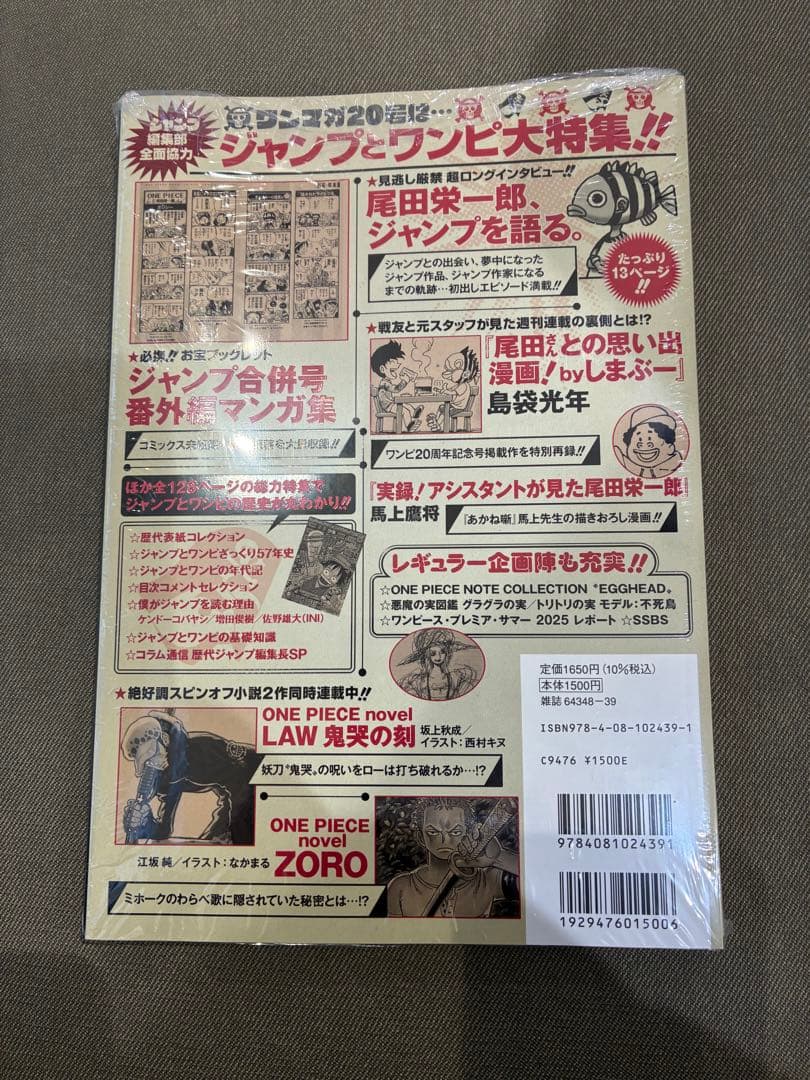 ジャンプ
編集部
全面協力
ワンマガ20号は…
ジャンプとワンピ大特集!!
★見逃し厳禁 超ロングインタビュー!!
尾田栄一郎、
ジャンプを語る。
ジャンプとの出会い、夢中になった
ジャンプ作品、ジャンプ作家になる
までの軌跡…初出しエピソード満載!!
たっぷり
13ページ
!!
ONE PIECE
★必携!! お宝ブックレット
ジャンプ合併号
番外編マンガ集
★戦友と元スタッフが見た週刊連載の裏側とは!?
『尾田さんとの思い出
漫画!byしまぶー』
島袋光年
ワンピ20周年記念号掲載作を特別再録!!
『実録!アシスタントが見た尾田栄一郎』
馬上鷹将
『あかね噺』馬上先生の描きおろし漫画!!
ほか全128ページの総力特集で
ジャンプとワンピの歴史が丸わかり!!
☆歴代表紙コレクション
☆ジャンプとワンピざっくり57年史
☆ジャンプとワンピの年代記
☆目次コメントセレクション
☆僕がジャンプを読む理由
ケンドーコバヤシ/増田俊樹/佐野雄大(INI)
☆ジャンプとワンピの基礎知識
☆コラム通信 歴代ジャンプ編集長SP
レギュラー企画陣も充実!!
☆ONE PIECE NOTE COLLECTION "EGGHEAD"
☆悪魔の実図鑑 グラグラの実/トリトリの実 モデル:不死鳥
☆ワンピース・プレミア・サマー 2025 レポート ☆SSBS
★絶好調スピンオフ小説2作同時連載中!!
ONE PIECE novel
LAW 鬼哭の刻
坂上秋成/
イラスト:西村キヌ
妖刀"鬼哭"の呪いをローは打ち破れるか…!?
ONE PIECE
novel
ZORO
江坂 純/イラスト:なかまる
ミホークのわらべ歌に隠されていた秘密とは…!?
定価1650円(10%税込)
本体1500円
雑誌 64348-39
ISBN978-4-08-102439-1
C9476 ¥1500E
9784081024391
1929476015006